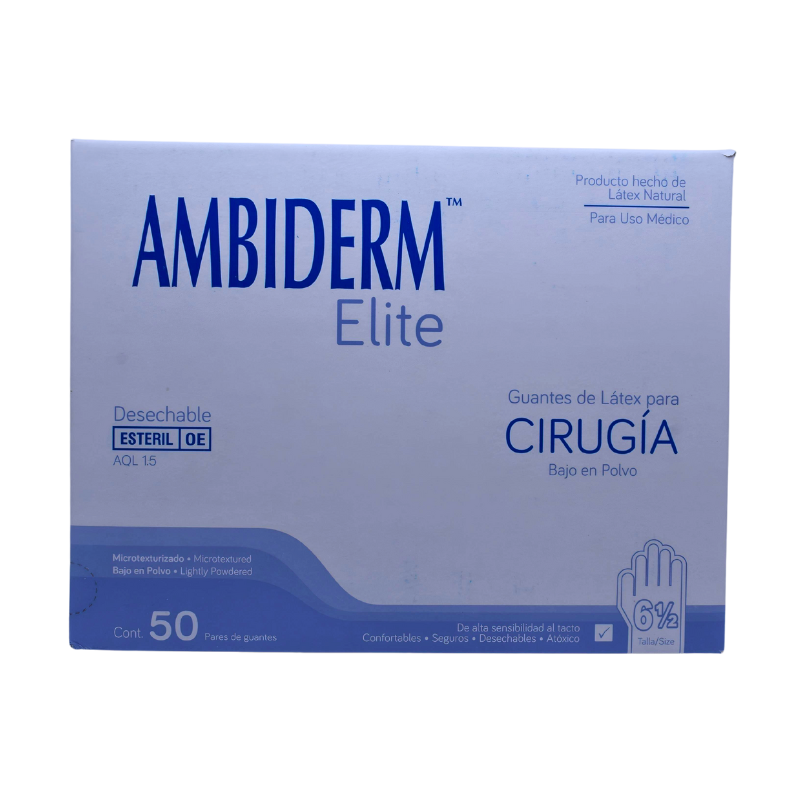 AMBIDERM™
Elite
Producto hecho de
Látex Natural
Para Uso Médico
Desechable
ESTERIL OE
AQL 1.5
Guantes de Látex para
CIRUGÍA
Bajo en Polvo
Microtexturizado • Microtextured
Bajo en Polvo • Lightly Powdered
Cont. 50 Pares de guantes
De alta sensibilidad al tacto
Confortables • Seguros • Desechables • Atóxico
6½
Talla/Size